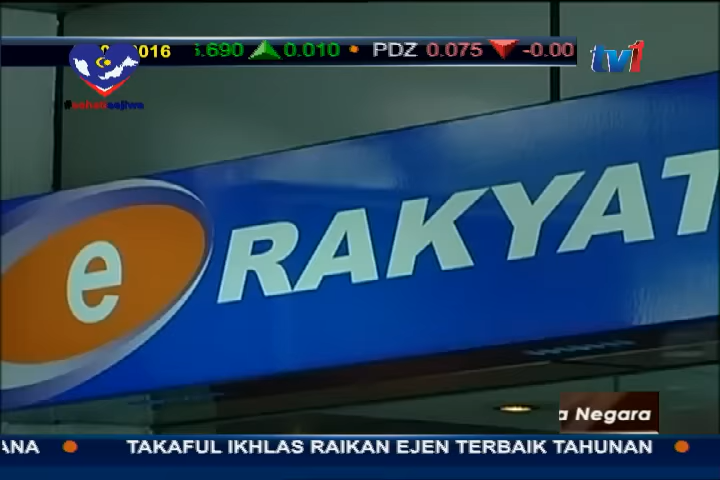 2016 .690 0.010 • PDZ 0.075 -0.00
tv1
#sehatisejiwa
e RAKYAT
a Negara
ANA • TAKAFUL IKHLAS RAIKAN EJEN TERBAIK TAHUNAN •